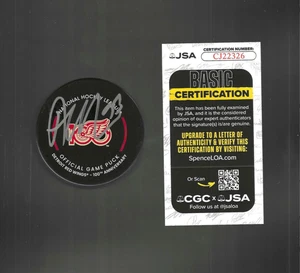 NATIONAL HOCKEY LEAGUE
100
OFFICIAL GAME PUCK
DETROIT RED WINGS · 100TH ANNIVERSARY
JSA
CERTIFICATION NUMBER:
CJ22326
BASIC
CERTIFICATION
This item has been fully examined
by JSA, and it is the considered
opinion of our expert authenticators
that the signature(s) is/are genuine.
UPGRADE TO A LETTER OF
AUTHENTICITY & VERIFY THIS
CERTIFICATION BY VISITING:
SpenceLOA.com
Or Scan
CGC x JSA
Follow us at @jsaloa